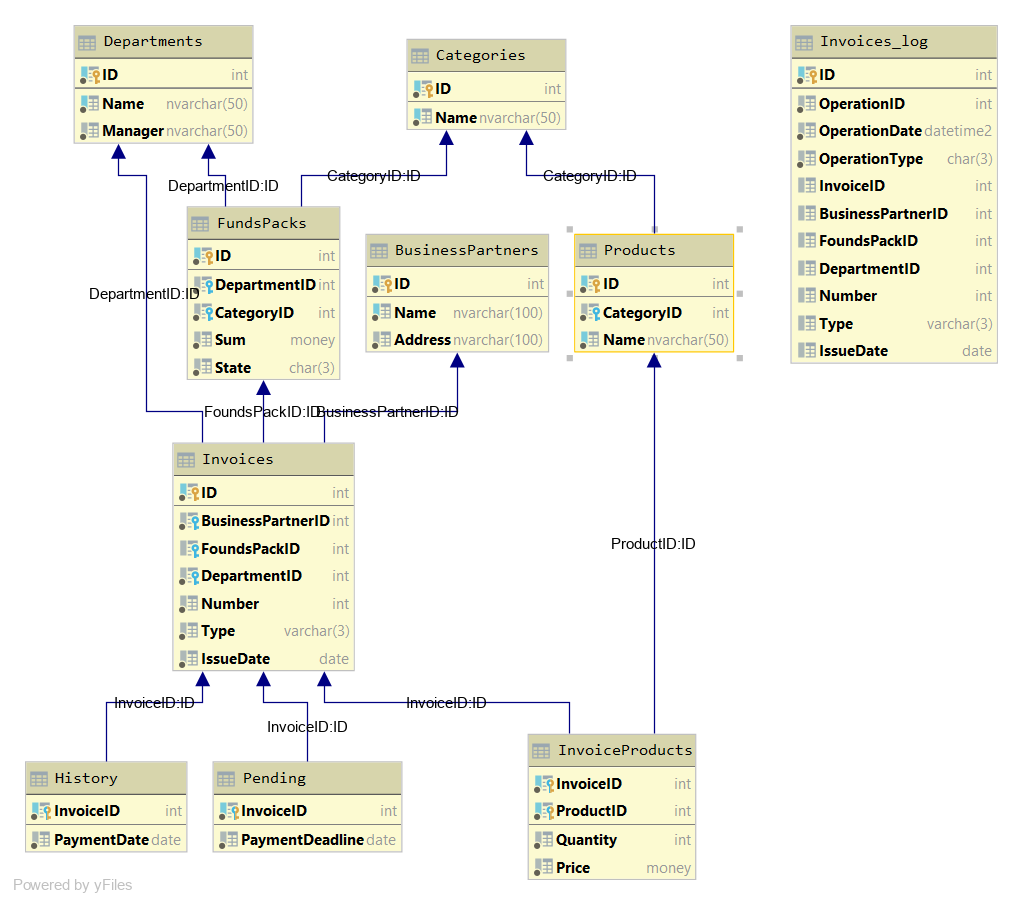 Departments
ID int
Name nvarchar(50)
Manager nvarchar(50)
Categories
ID int
Name nvarchar(50)
Invoices_log
ID int
OperationID int
OperationDate datetime2
OperationType char(3)
InvoiceID int
BusinessPartnerID int
FoundsPackID int
DepartmentID int
Number int
Type varchar(3)
IssueDate date
DepartmentID:ID
CategoryID:ID
CategoryID:ID
DepartmentID:ID
FundsPacks
ID int
DepartmentID int
CategoryID int
Sum money
State char(3)
BusinessPartners
ID int
Name nvarchar(100)
Address nvarchar(100)
Products
ID int
CategoryID int
Name nvarchar(50)
FoundsPackID:ID
BusinessPartnerID:ID
Invoices
ID int
BusinessPartnerID int
FoundsPackID int
DepartmentID int
Number int
Type varchar(3)
IssueDate date
ProductID:ID
InvoiceID:ID
InvoiceID:ID
InvoiceID:ID
History
InvoiceID int
PaymentDate date
Pending
InvoiceID int
PaymentDeadline date
InvoiceProducts
InvoiceID int
ProductID int
Quantity int
Price money
Powered by yFiles